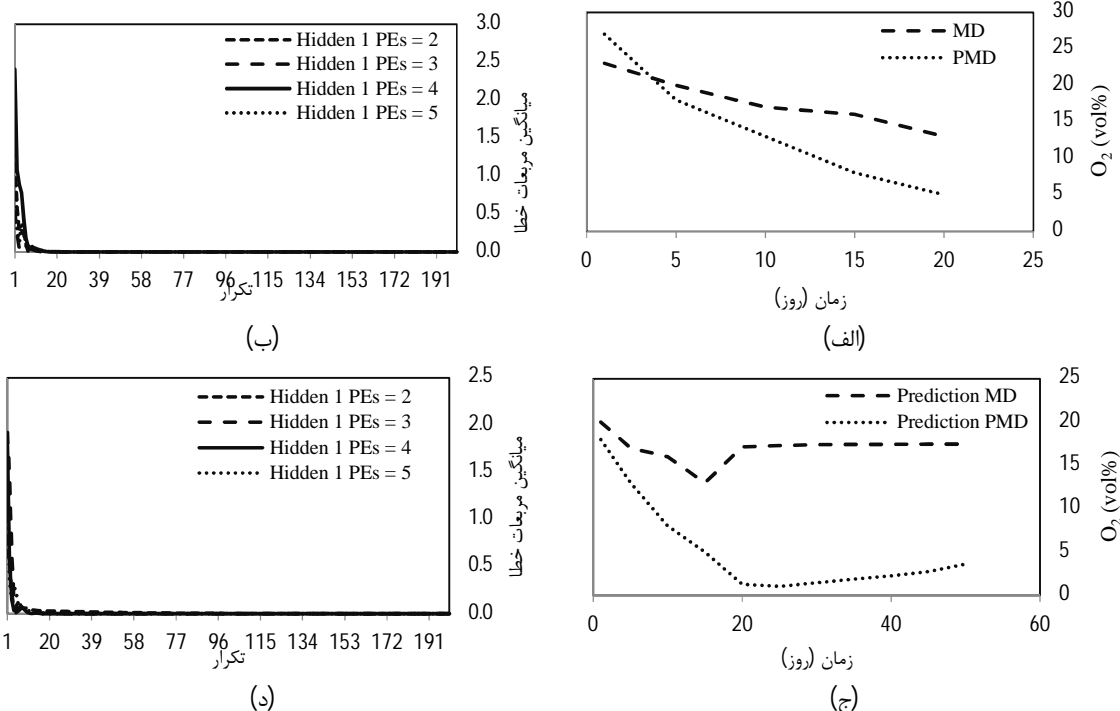 3.0
2.5
2.0
1.5
1.0
0.5
0.0
Hidden 1 PEs = 2
Hidden 1 PEs = 3
Hidden 1 PEs = 4
Hidden 1 PEs = 5
میانگین مربعات خطا
1 20 39 58 77 96 115 134 153 172 191
تکرار
(ب)
30
25
20
15
10
5
0
MD
PMD
O₂ (vol%)
0 5 10 15 20 25
زمان (روز)
(الف)
2.5
2.0
1.5
1.0
0.5
0.0
Hidden 1 PEs = 2
Hidden 1 PEs = 3
Hidden 1 PEs = 4
Hidden 1 PEs = 5
میانگین مربعات خطا
1 20 39 58 77 96 115 134 153 172 191
تکرار
(د)
25
20
15
10
5
0
Prediction MD
Prediction PMD
O₂ (vol%)
0 20 40 60
زمان (روز)
(ج)